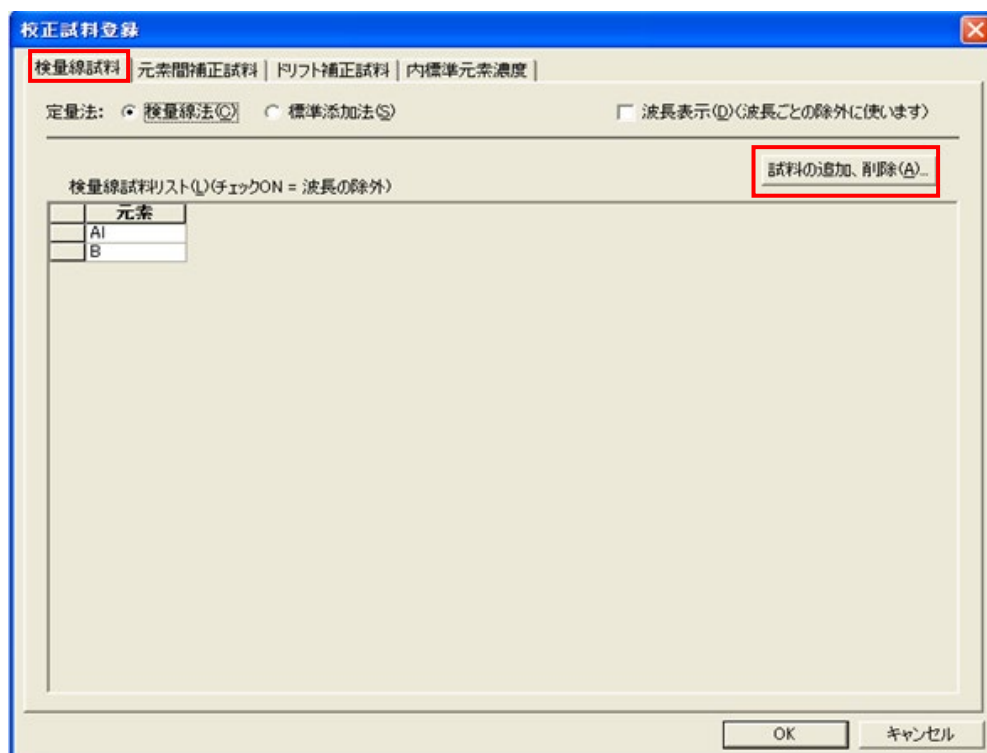 校正試料登録
検量線試料 元素間補正試料 ドリフト補正試料 内標準元素濃度
定量法: 検量線法(C) 標準添加法(S) 波長表示(D)(波長ごとの除外に使います)
試料の追加、削除(A)...
検量線試料リスト(L)(チェックON = 波長の除外)
元素
Al
B
OK キャンセル